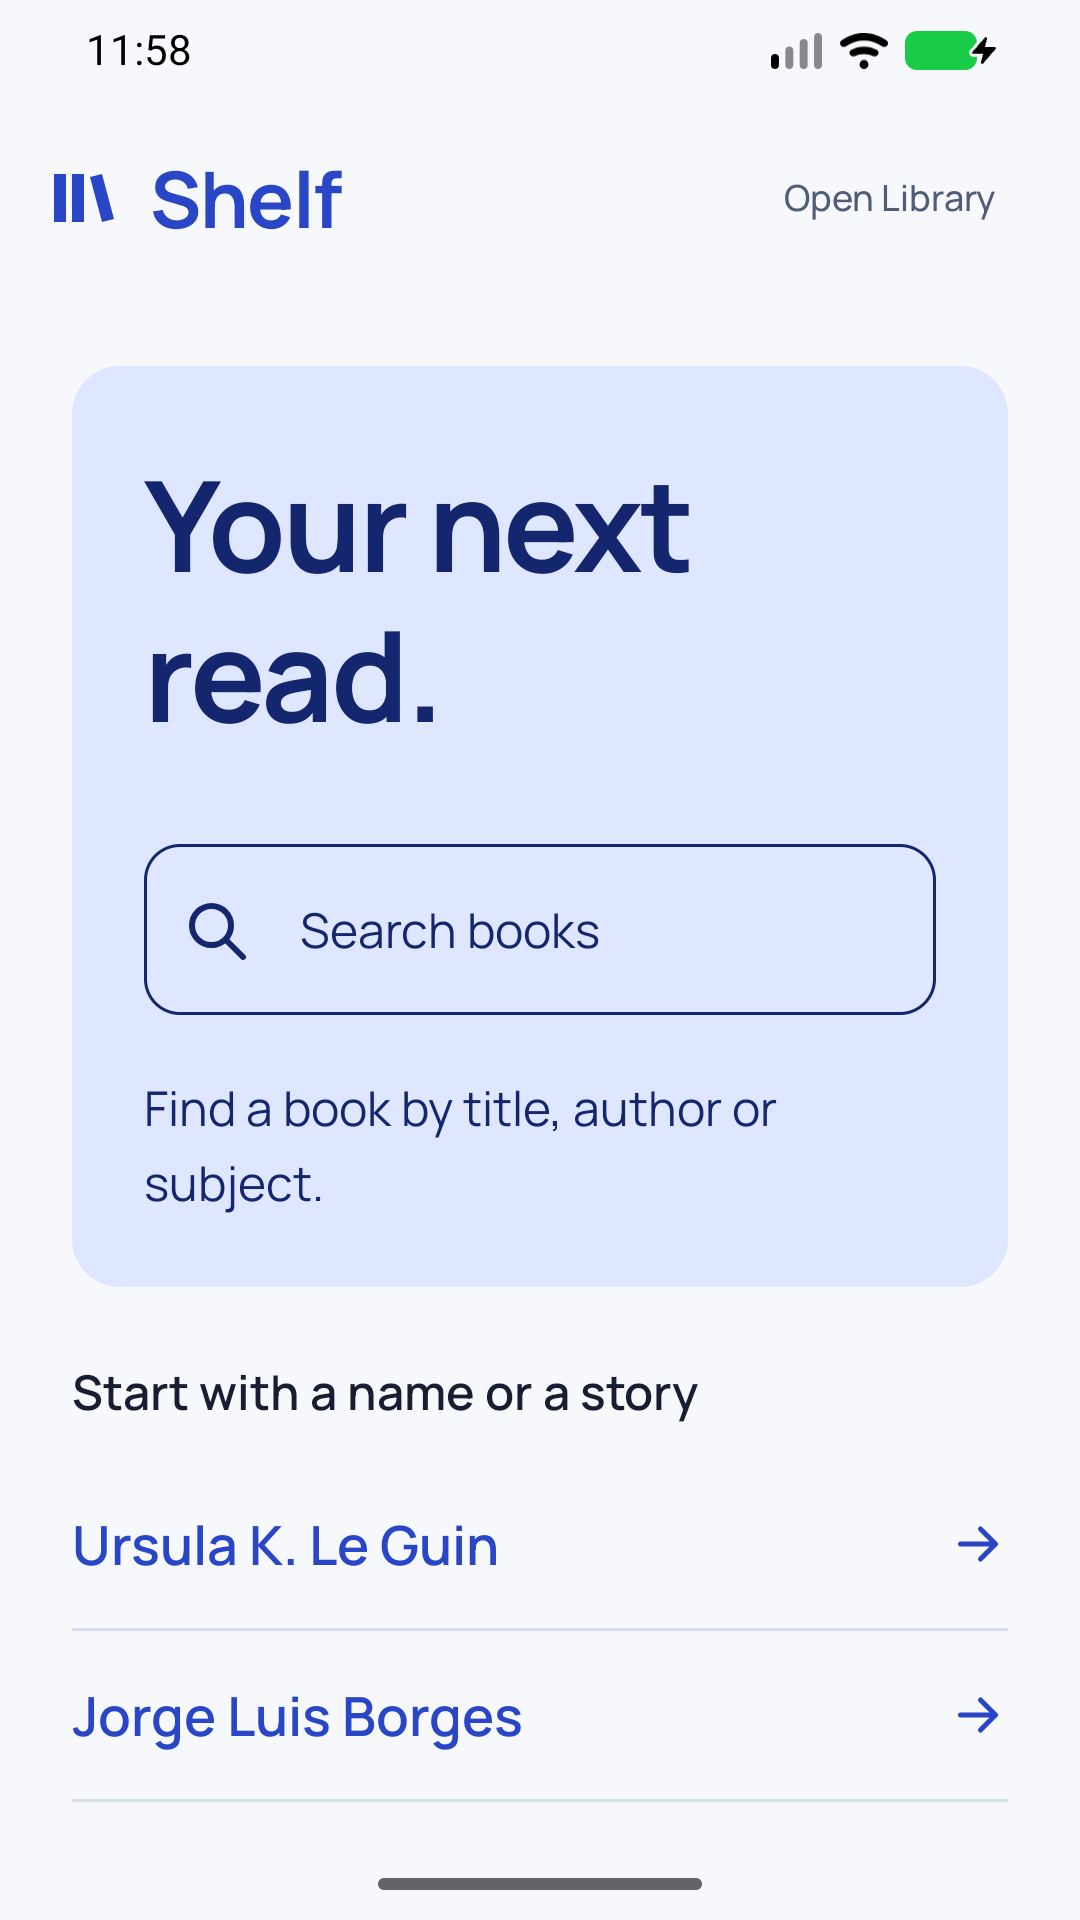 11:58
Shelf
Open Library
Your next
read.
Search books
Find a book by title, author or
subject.
Start with a name or a story
Ursula K. Le Guin
Jorge Luis Borges